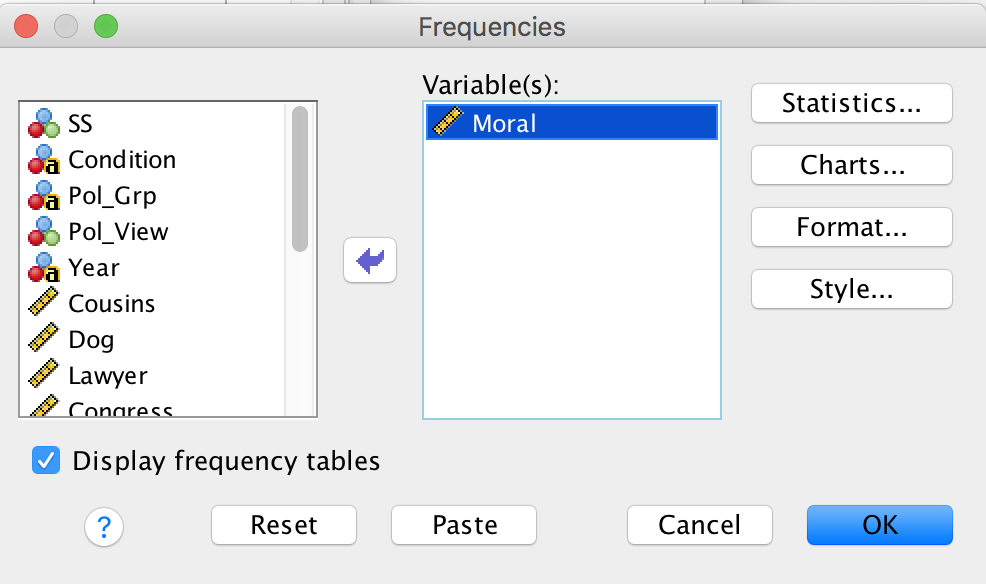 Frequencies
Variable(s):
SS
Condition
Pol_Grp
Pol_View
Year
Cousins
Dog
Lawyer
Congress
Moral
Statistics...
Charts...
Format...
Style...
Display frequency tables
?
Reset
Paste
Cancel
OK